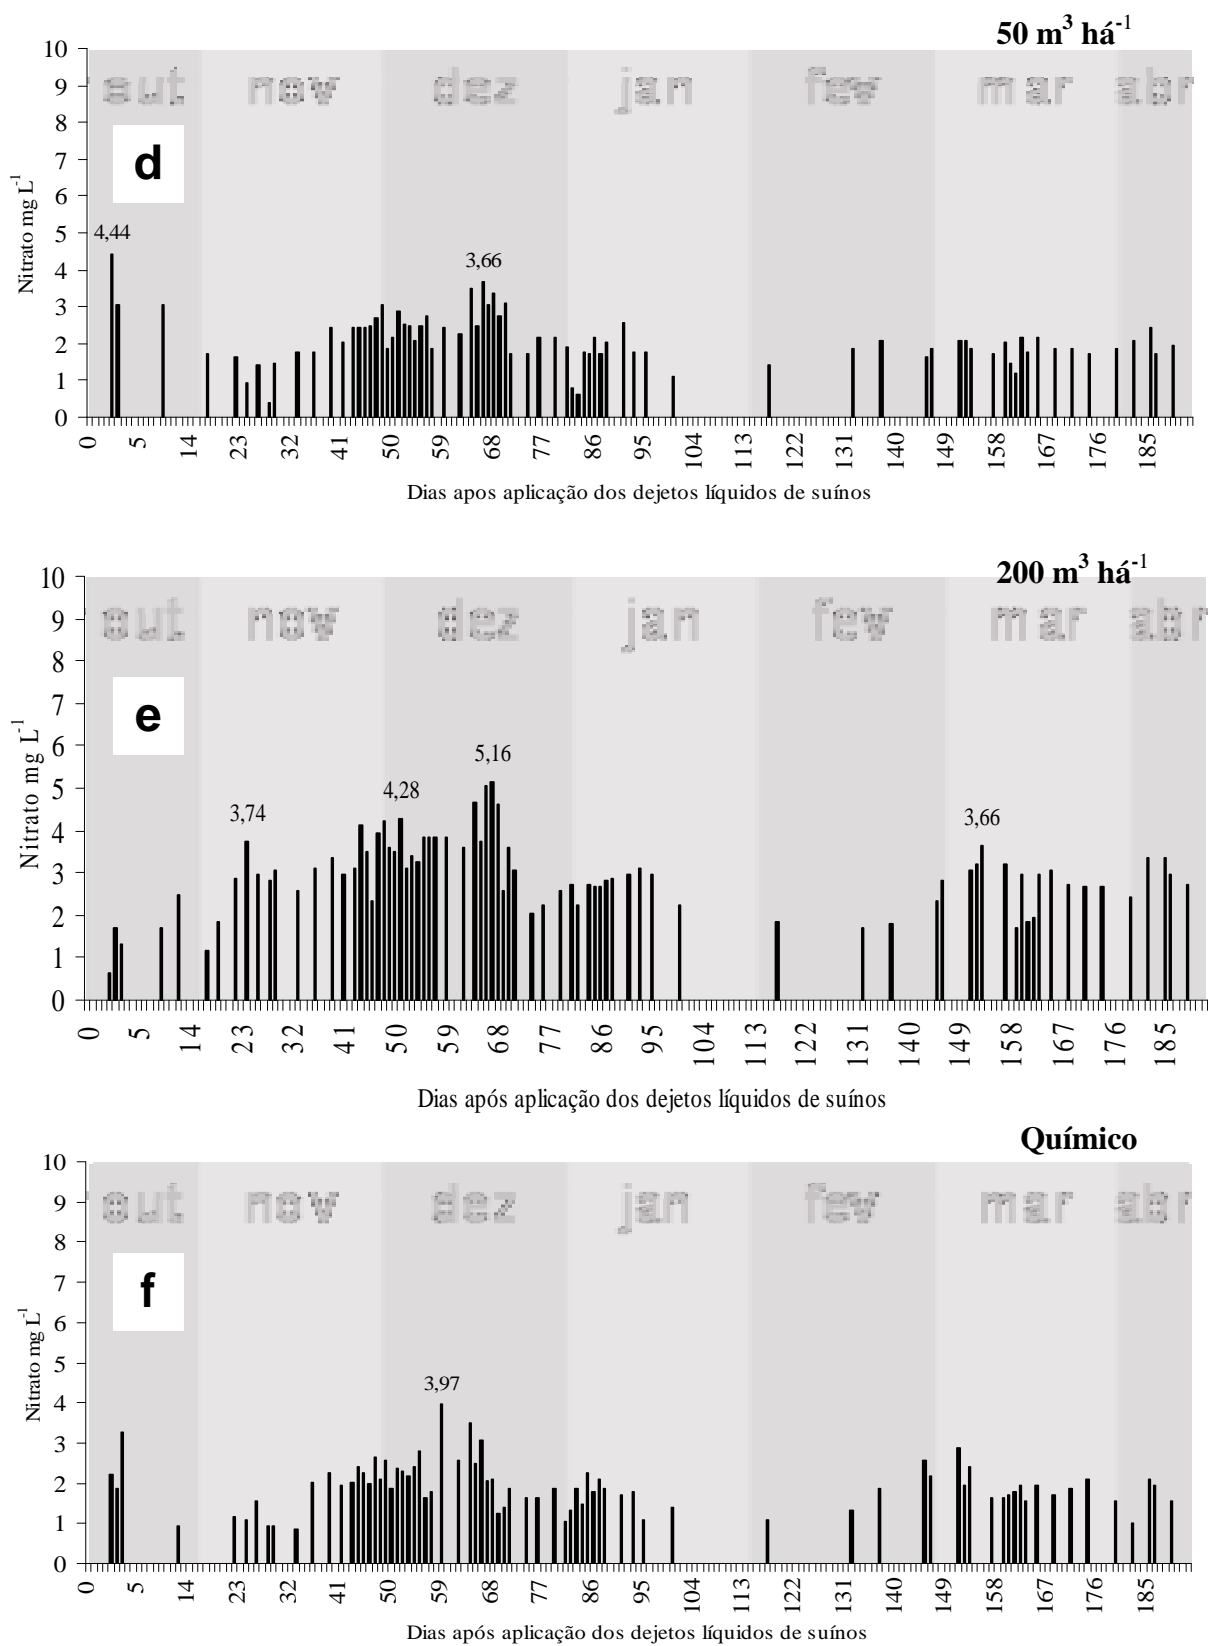 50 m³ há⁻¹
10
9
8
7
6
5
4
3
2
1
0
out nov dez jan fev mar abr
d
4,44
3,66
Nitrato mg L⁻¹
0 5 14 23 32 41 50 59 68 77 86 95 104 113 122 131 140 149 158 167 176 185
Dias apos aplicação dos dejetos líquidos de suínos
200 m³ há⁻¹
10
9
8
7
6
5
4
3
2
1
0
out nov dez jan fev mar abr
e
5,16
4,28
3,74
3,66
Nitrato mg L⁻¹
0 5 14 23 32 41 50 59 68 77 86 95 104 113 122 131 140 149 158 167 176 185
Dias após aplicação dos dejetos líquidos de suínos
Químico
10
9
8
7
6
5
4
3
2
1
0
out nov dez jan fev mar abr
f
3,97
Nitrato mg L⁻¹
0 5 14 23 32 41 50 59 68 77 86 95 104 113 122 131 140 149 158 167 176 185
Dias após aplicação dos dejetos líquidos de suínos